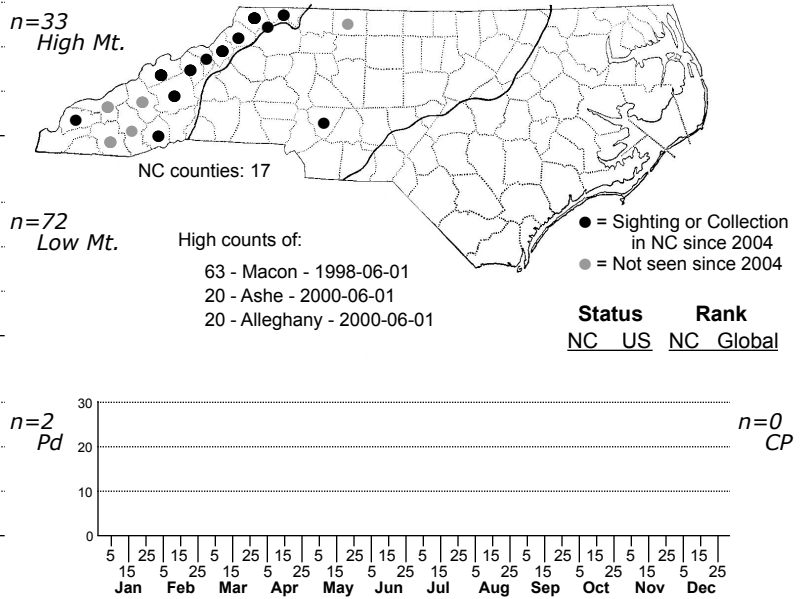 n=33
High Mt.
NC counties: 17
n=72
Low Mt.
High counts of:
63 - Macon - 1998-06-01
20 - Ashe - 2000-06-01
20 - Alleghany - 2000-06-01
= Sighting or Collection
in NC since 2004
= Not seen since 2004
Status Rank
NC US NC Global
n=2
Pd
n=0
CP
30
20
10
0
5 25 15 5 25 15 5 25 15 5 25 15 5 25 15 5 25 15
15 5 25 15 5 25 15 5 25 15 5 25 15 5 25 15 5 25
Jan Feb Mar Apr May Jun Jul Aug Sep Oct Nov Dec